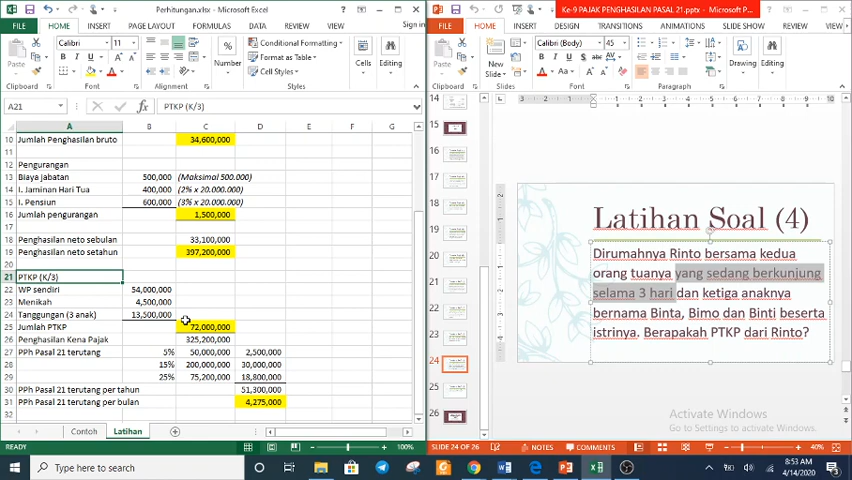 Perhitungan.xlsx - Microsoft Excel
Sign in
FILE HOME INSERT PAGE LAYOUT FORMULAS DATA REVIEW VIEW
Calibri 11
Paste
B I U
Clipboard
Font
Alignment
Number
Conditional Formatting
Format as Table
Cell Styles
Styles
Cells
Editing
A21
PTKP (K/3)
A B C D E F G
10 Jumlah Penghasilan bruto 34,600,000
11
12 Pengurangan
13 Biaya jabatan 500,000 (Maksimal 500.000)
14 I. Jaminan Hari Tua 400,000 (2% x 20.000.000)
15 I. Pensiun 600,000 (3% x 20.000.000)
16 Jumlah pengurangan 1,500,000
17
18 Penghasilan neto sebulan 33,100,000
19 Penghasilan neto setahun 397,200,000
20
21 PTKP (K/3)
22 WP sendiri 54,000,000
23 Menikah 4,500,000
24 Tanggungan (3 anak) 13,500,000
25 Jumlah PTKP 72,000,000
26 Penghasilan Kena Pajak 325,200,000
27 PPh Pasal 21 terutang 5% 50,000,000 2,500,000
28 15% 200,000,000 30,000,000
29 25% 75,200,000 18,800,000
30 PPh Pasal 21 terutang per tahun 51,300,000
31 PPh Pasal 21 terutang per bulan 4,275,000
32
Contoh Latihan
READY
100%
Ke-9 PAJAK PENGHASILAN PASAL 21.pptx - PowerPoint
FILE HOME INSERT DESIGN TRANSITIONS ANIMATIONS SLIDE SHOW
Calibri (Body) 45
Paste
New Slide
B I U S
Clipboard
Slides
Font
Paragraph
Drawing
Editing
14
15
16
17
18
19
20
21
22
23
24
25
26
Latihan Soal (4)
Dirumahnya Rinto bersama kedua
orang tuanya yang sedang berkunjung
selama 3 hari dan ketiga anaknya
bernama Binta, Bimo dan Binti beserta
istrinya. Berapakah PTKP dari Rinto?
Activate Windows
Go to Settings to activate Windows.
SLIDE 24 OF 26
NOTES
COMMENTS
40%
Type here to search
8:53 AM
4/14/2020